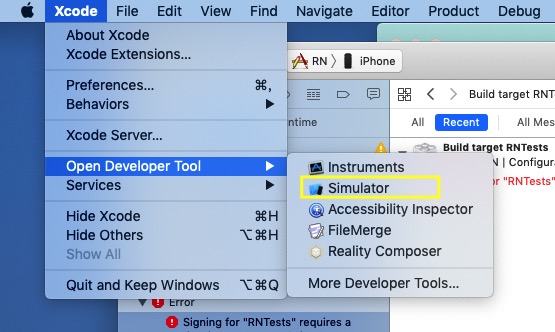 Xcode File Edit View Find Navigate Editor Product Debug
About Xcode
Xcode Extensions...
Preferences... ⌘,
Behaviors
Xcode Server...
Open Developer Tool
Services
Hide Xcode ⌘H
Hide Others ⌥⌘H
Show All
Quit and Keep Windows ⌥⌘Q
Instruments
Simulator
Accessibility Inspector
FileMerge
Reality Composer
More Developer Tools...
RN iPhone
Build target RNT
All Recent All Mes
ntime
Build target RNTests
RN | Configura
or "RNTests"
Error
Signing for "RNTests" requires a